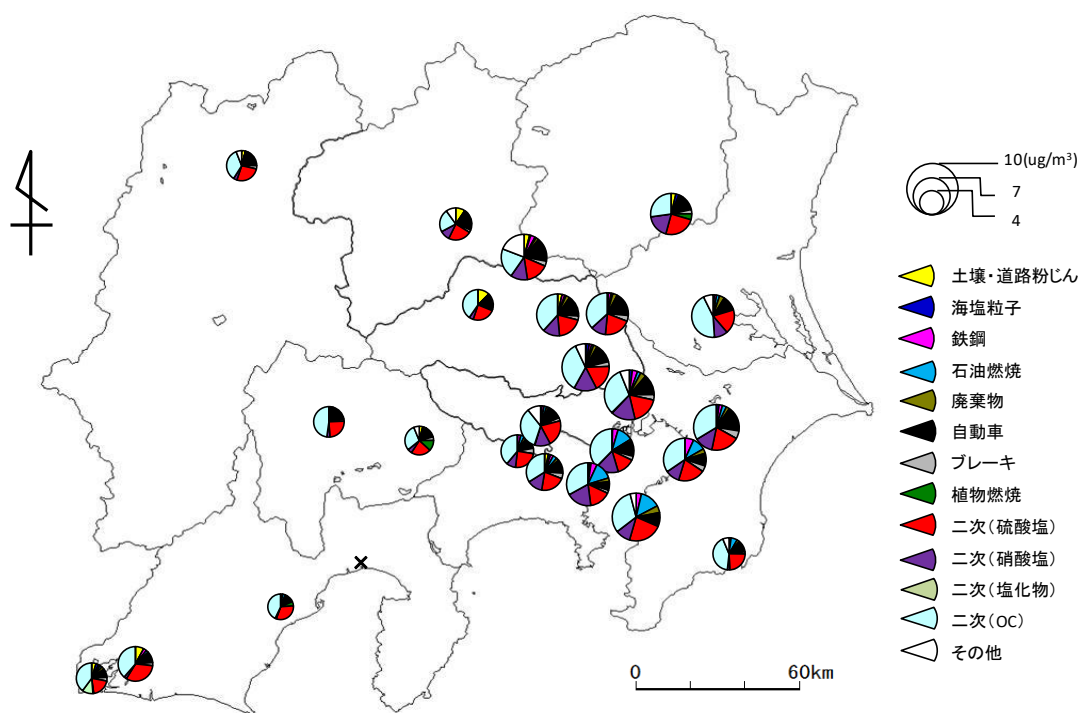 10(ug/m³)
7
4
土壌・道路粉じん
海塩粒子
鉄鋼
石油燃焼
廃棄物
自動車
ブレーキ
植物燃焼
二次(硫酸塩)
二次(硝酸塩)
二次(塩化物)
二次(OC)
その他
0 60km